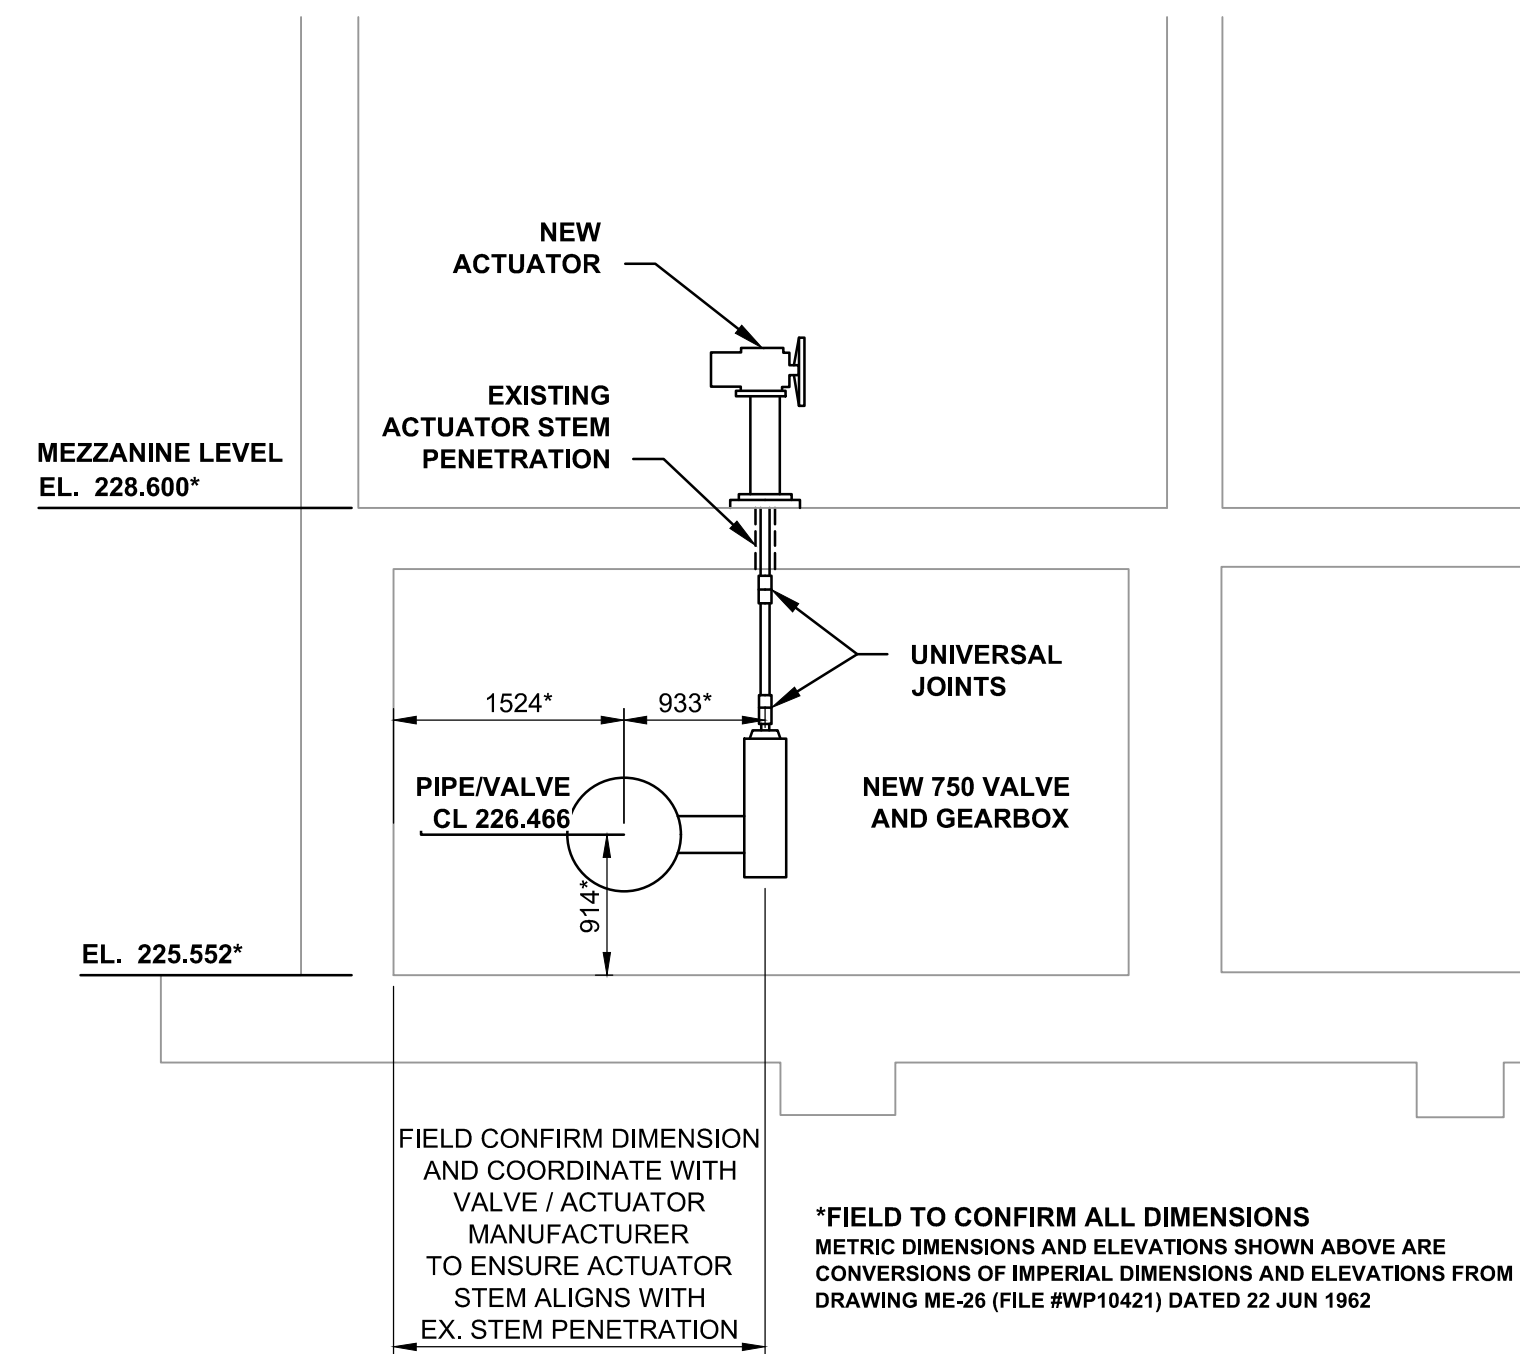 NEW
ACTUATOR
EXISTING
ACTUATOR STEM
PENETRATION
MEZZANINE LEVEL
EL. 228.600*
UNIVERSAL
JOINTS
1524*
933*
PIPE/VALVE
CL 226.466
NEW 750 VALVE
AND GEARBOX
914*
EL. 225.552*
FIELD CONFIRM DIMENSION
AND COORDINATE WITH
VALVE / ACTUATOR
MANUFACTURER
TO ENSURE ACTUATOR
STEM ALIGNS WITH
EX. STEM PENETRATION
*FIELD TO CONFIRM ALL DIMENSIONS
METRIC DIMENSIONS AND ELEVATIONS SHOWN ABOVE ARE
CONVERSIONS OF IMPERIAL DIMENSIONS AND ELEVATIONS FROM
DRAWING ME-26 (FILE #WP10421) DATED 22 JUN 1962